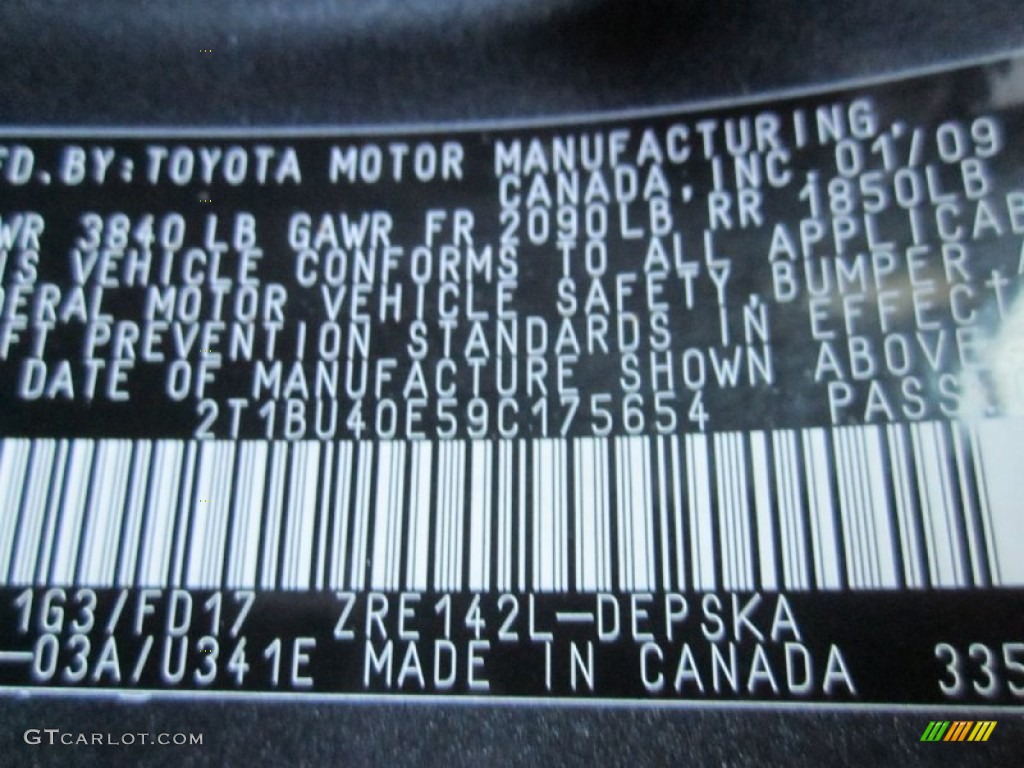 FD. BY: TOYOTA MOTOR MANUFACTURING, 01/09
CANADA, INC.
WR 3840 LB GAWR FR 2090LB RR 1850LB
IS VEHICLE CONFORMS TO ALL APPLICAB
DERAL MOTOR VEHICLE SAFETY, BUMPER, A
FT PREVENTION STANDARDS IN EFFECT
DATE OF MANUFACTURE SHOWN ABOVE
2T1BU40E59C175654 PASS
1G3/FD17 ZRE142L-DEPSKA
-03A/U341E MADE IN CANADA 335
GTCARLOT.COM